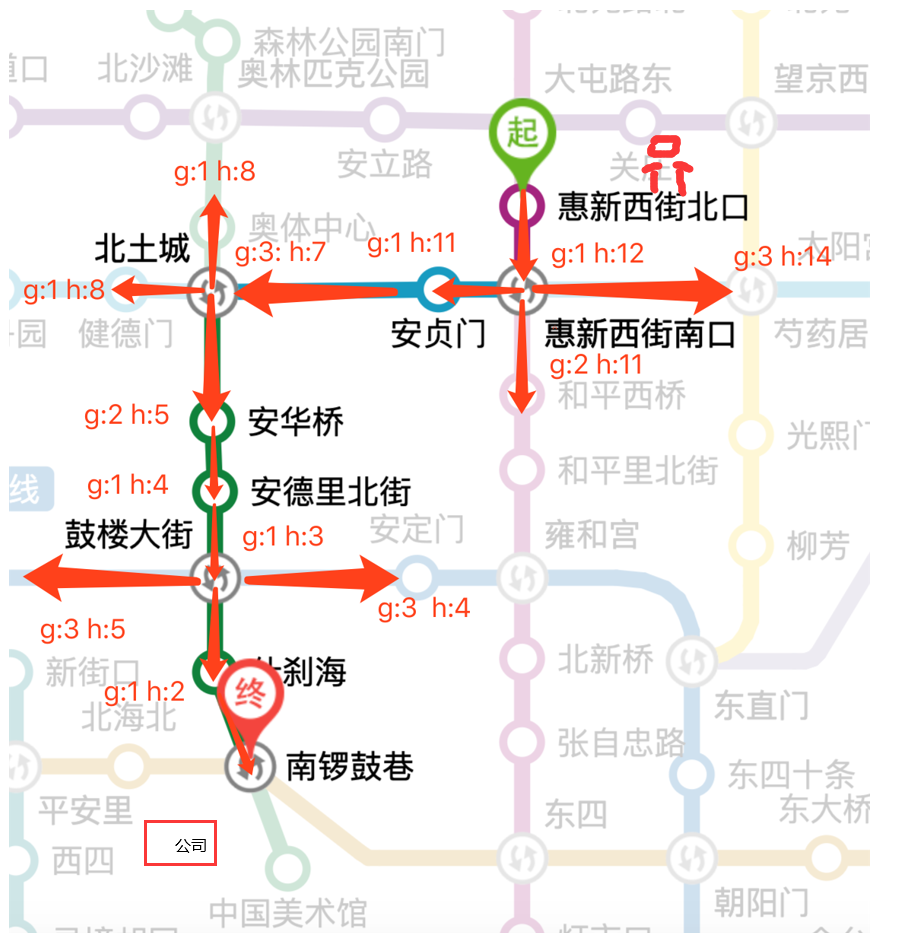 森林公园南门
道口
北沙滩
奥林匹克公园
大屯路东
望京西
安立路
关庄
起
g:1 h:8
惠新西街北口
奥体中心
北土城
g:3: h:7
g:1 h:11
g:1 h:12
太阳宫
g:3 h:14
g:1 h:8
健德门
安贞门
惠新西街南口
芍药居
g:2 h:11
和平西桥
g:2 h:5
安华桥
光熙门
和平里北街
线
g:1 h:4
安德里北街
鼓楼大街
g:1 h:3
安定门
雍和宫
柳芳
g:3 h:4
g:3 h:5
新街口
什刹海
北新桥
g:1 h:2
终
北海北
东直门
张自忠路
南锣鼓巷
东四十条
平安里
东四
东大桥
公司
西四
中国美术馆
朝阳门